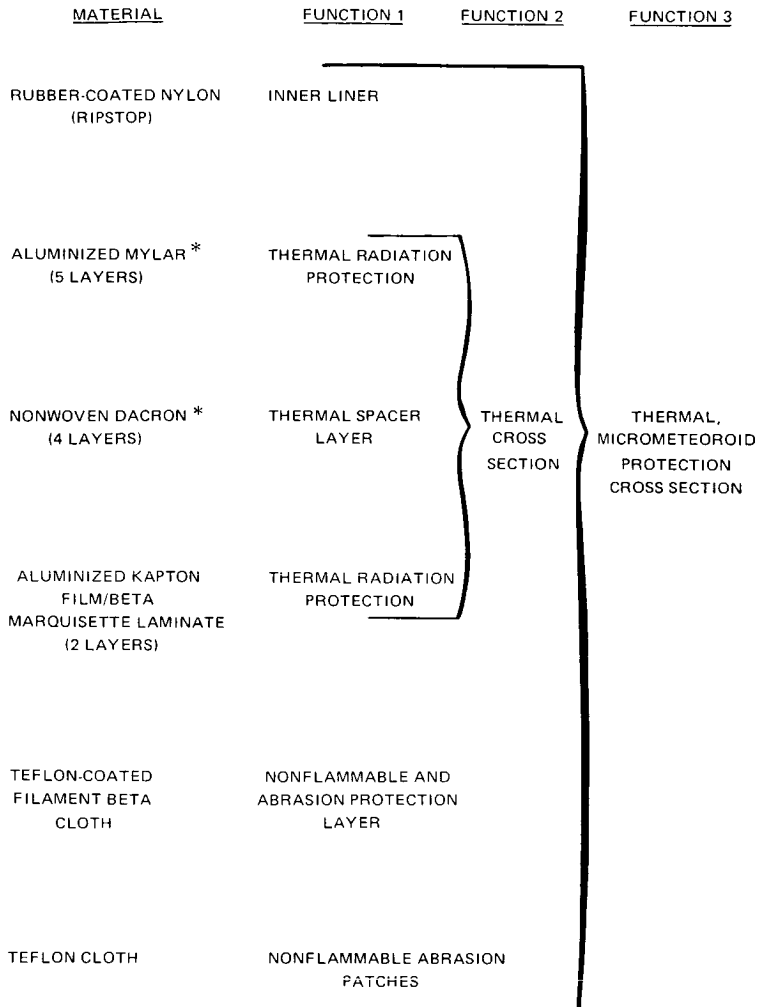 MATERIAL FUNCTION 1 FUNCTION 2 FUNCTION 3
RUBBER-COATED NYLON
(RIPSTOP)
INNER LINER
ALUMINIZED MYLAR *
(5 LAYERS)
THERMAL RADIATION
PROTECTION
NONWOVEN DACRON *
(4 LAYERS)
THERMAL SPACER
LAYER
THERMAL
CROSS
SECTION
THERMAL,
MICROMETEOROID
PROTECTION
CROSS SECTION
ALUMINIZED KAPTON
FILM/BETA
MARQUISETTE LAMINATE
(2 LAYERS)
THERMAL RADIATION
PROTECTION
TEFLON-COATED
FILAMENT BETA
CLOTH
NONFLAMMABLE AND
ABRASION PROTECTION
LAYER
TEFLON CLOTH
NONFLAMMABLE ABRASION
PATCHES